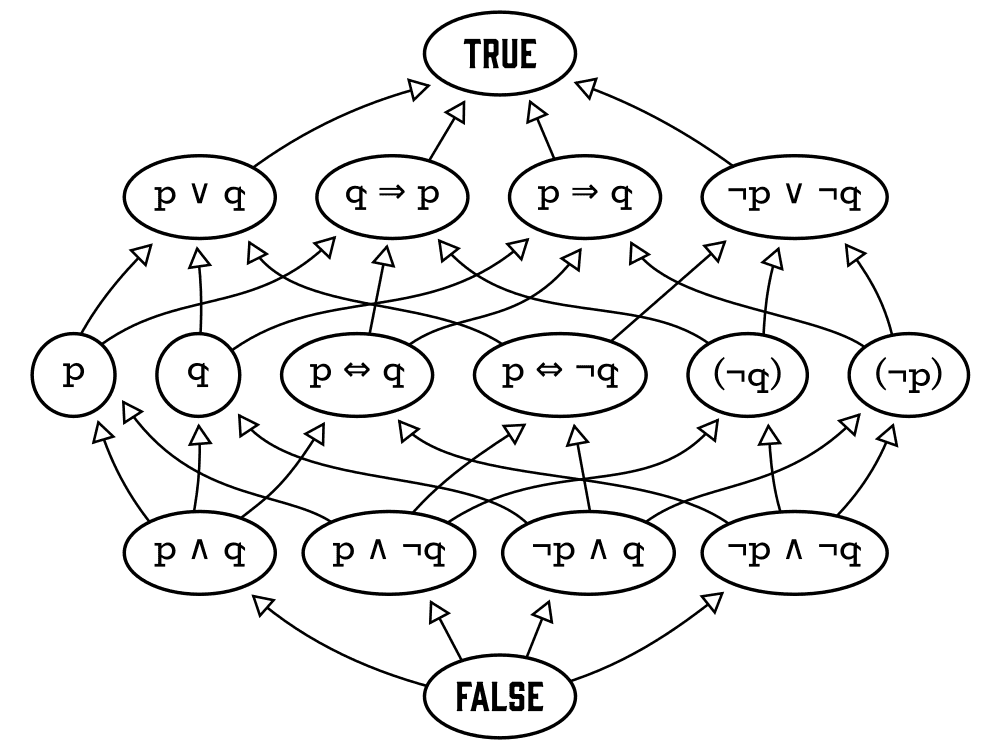 TRUE
p ∨ q
q ⇒ p
p ⇒ q
¬p ∨ ¬q
p
q
p ⇔ q
p ⇔ ¬q
(¬q)
(¬p)
p ∧ q
p ∧ ¬q
¬p ∧ q
¬p ∧ ¬q
FALSE